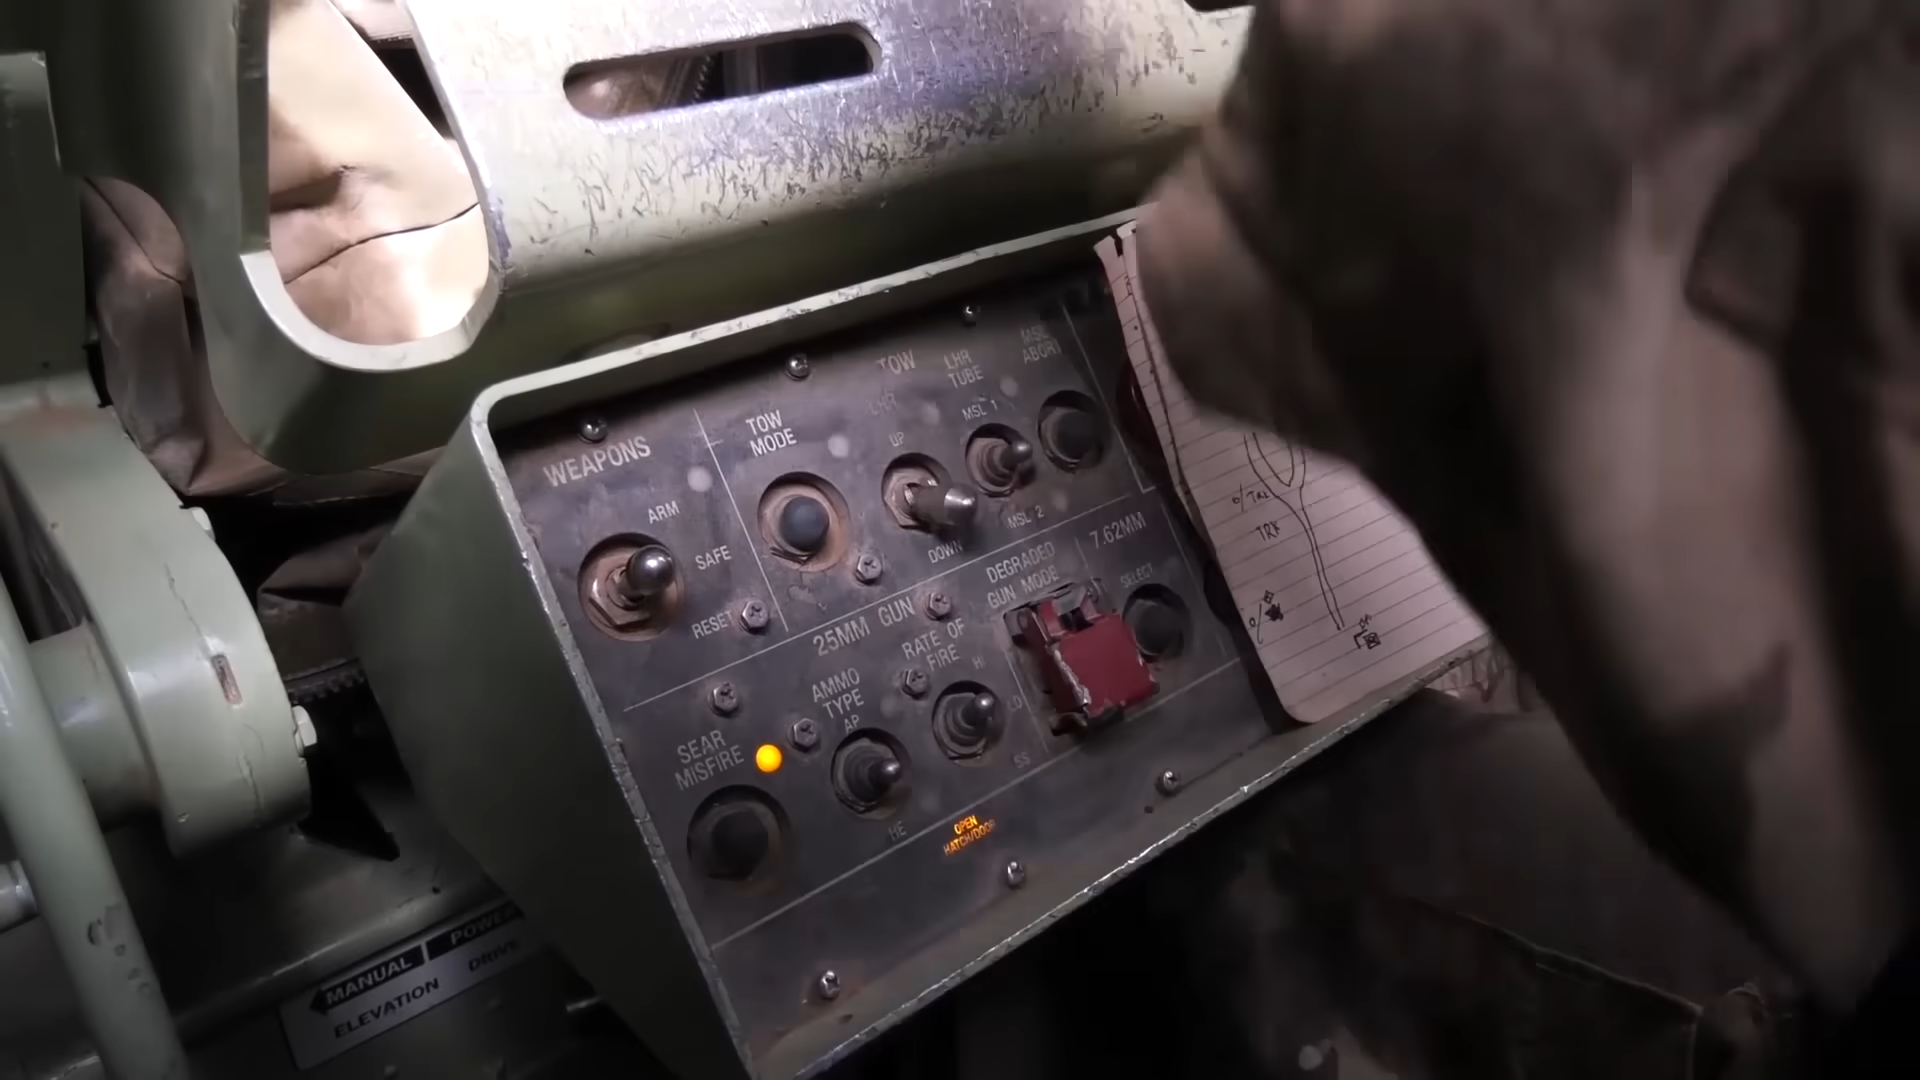 WEAPONS
ARM
SAFE
RESET
TOW
MODE
TOW
LHR
UP
DOWN
LHR
TUBE
MSL 1
MSL 2
MSL
ABORT
25MM GUN
SEAR
MISFIRE
AMMO
TYPE
AP
HE
RATE OF
FIRE
HI
LO
SS
DEGRADED
GUN MODE
7.62MM
SELECT
OPEN
HATCH/DOOR
MANUAL
POWER
ELEVATION DRIVE
TRK